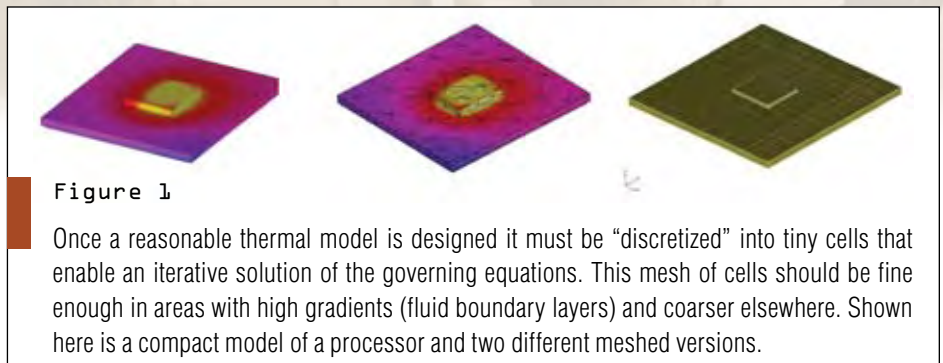 Figure 1
Once a reasonable thermal model is designed it must be “discretized” into tiny cells that
enable an iterative solution of the governing equations. This mesh of cells should be fine
enough in areas with high gradients (fluid boundary layers) and coarser elsewhere. Shown
here is a compact model of a processor and two different meshed versions.